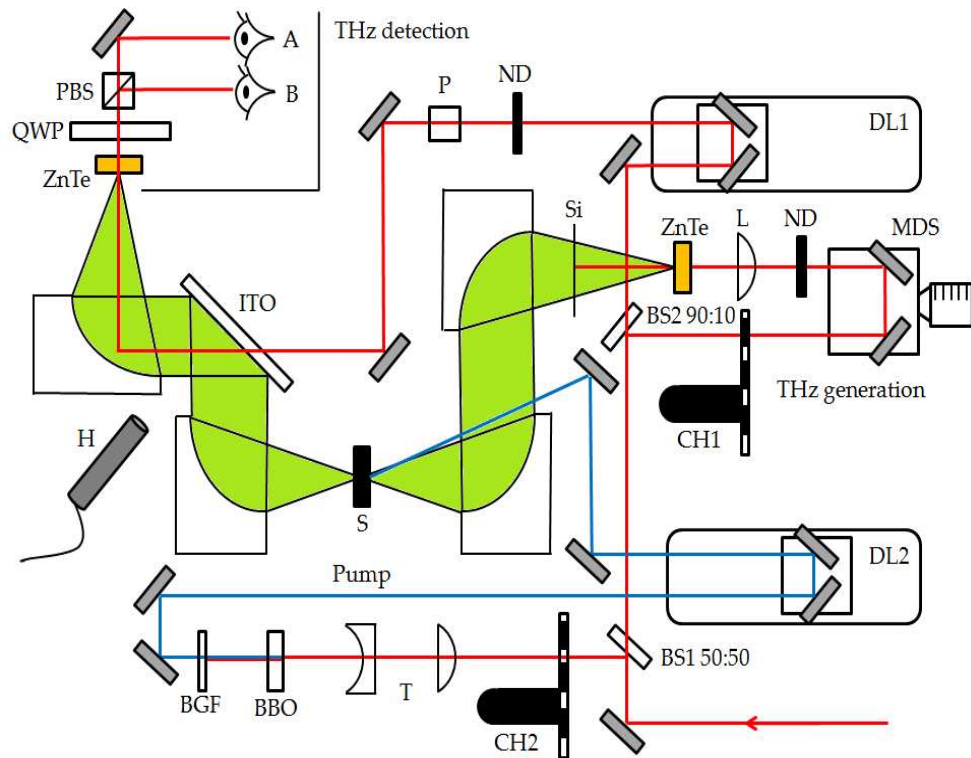 THz detection
A
PBS
B
QWP
ZnTe
P
ND
DL1
Si
ZnTe
L
ND
MDS
ITO
BS2 90:10
THz generation
CH1
H
S
Pump
DL2
BS1 50:50
BGF
BBO
T
CH2